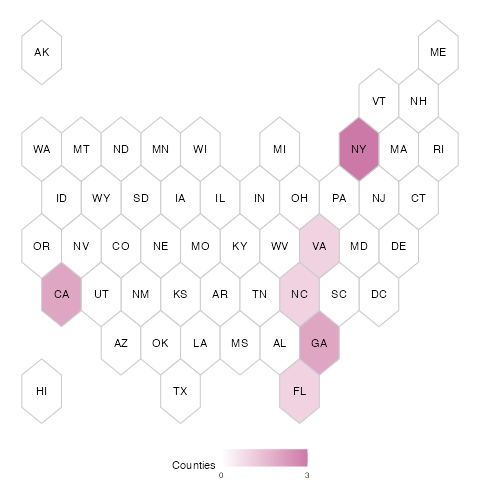 AK ME
VT NH
WA MT ND MN WI MI NY MA RI
ID WY SD IA IL IN OH PA NJ CT
OR NV CO NE MO KY WV VA MD DE
CA UT NM KS AR TN NC SC DC
AZ OK LA MS AL GA
HI TX FL
Counties
0 3